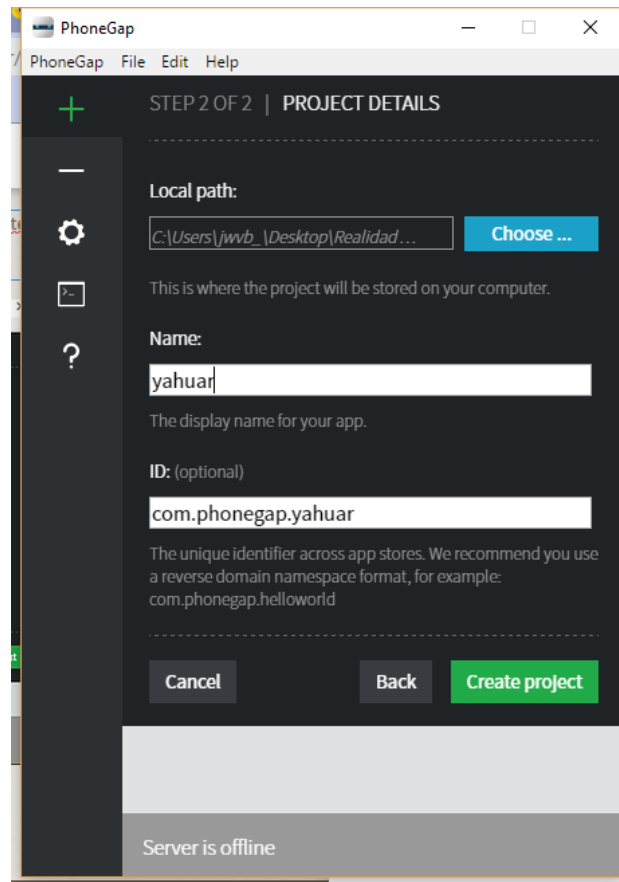 PhoneGap
PhoneGap File Edit Help
STEP 2 OF 2 | PROJECT DETAILS
Local path:
C:\Users\jwvb_\Desktop\Realidad ...
Choose ...
This is where the project will be stored on your computer.
Name:
yahuar
The display name for your app.
ID: (optional)
com.phonegap.yahuar
The unique identifier across app stores. We recommend you use
a reverse domain namespace format, for example:
com.phonegap.helloworld
Cancel Back Create project
Server is offline